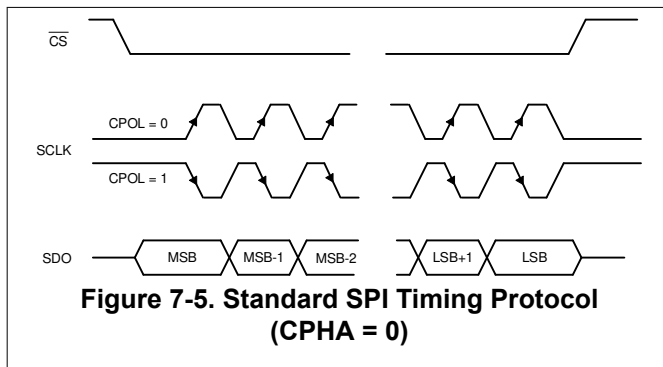 CS
CPOL = 0
SCLK
CPOL = 1
SDO MSB MSB-1 MSB-2 LSB+1 LSB
Figure 7-5. Standard SPI Timing Protocol
(CPHA = 0)